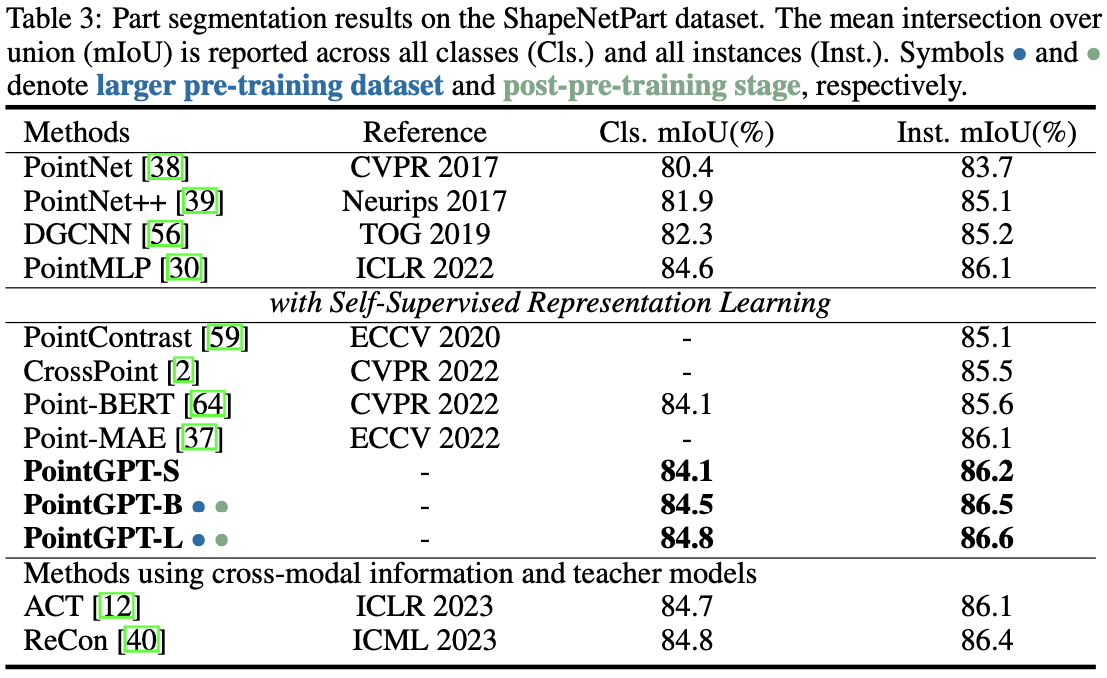 Table 3: Part segmentation results on the ShapeNetPart dataset. The mean intersection over
union (mIoU) is reported across all classes (Cls.) and all instances (Inst.). Symbols ● and ●
denote larger pre-training dataset and post-pre-training stage, respectively.
Methods Reference Cls. mIoU(%) Inst. mIoU(%)
PointNet [38] CVPR 2017 80.4 83.7
PointNet++ [39] Neurips 2017 81.9 85.1
DGCNN [56] TOG 2019 82.3 85.2
PointMLP [30] ICLR 2022 84.6 86.1
with Self-Supervised Representation Learning
PointContrast [59] ECCV 2020 - 85.1
CrossPoint [2] CVPR 2022 - 85.5
Point-BERT [64] CVPR 2022 84.1 85.6
Point-MAE [37] ECCV 2022 - 86.1
PointGPT-S - 84.1 86.2
PointGPT-B ● ● - 84.5 86.5
PointGPT-L ● ● - 84.8 86.6
Methods using cross-modal information and teacher models
ACT [12] ICLR 2023 84.7 86.1
ReCon [40] ICML 2023 84.8 86.4